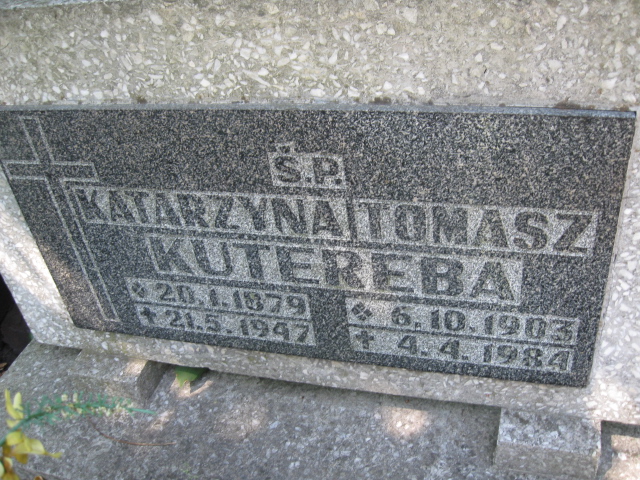 Ś.P.
KATARZYNA TOMASZ
KUTEREBA
20.1.1879 6.10.1903
21.5.1947 4.4.1984